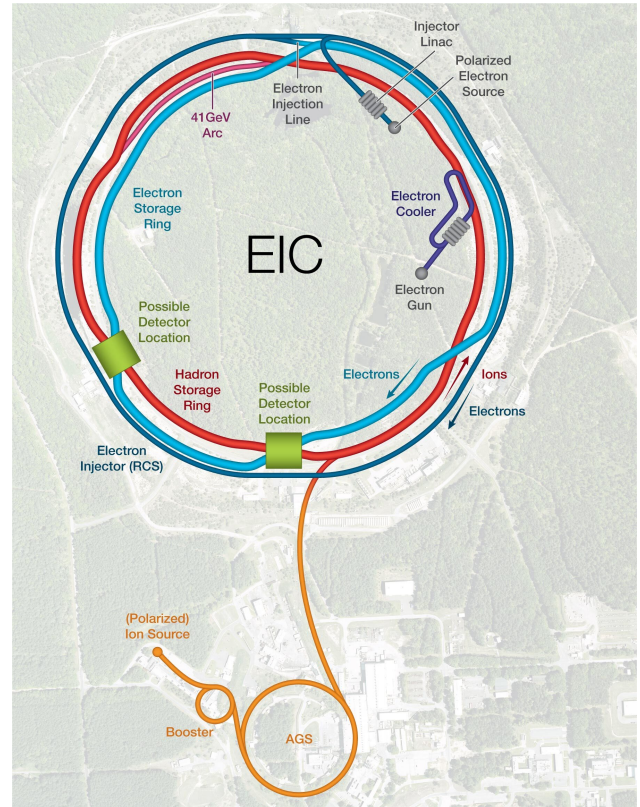 Injector
Linac
Polarized
Electron
Source
Electron
Injection
Line
41GeV
Arc
Electron
Storage
Ring
Electron
Cooler
EIC
Electron
Gun
Possible
Detector
Location
Hadron
Storage
Ring
Possible
Detector
Location
Electrons
Ions
Electrons
Electron
Injector (RCS)
(Polarized)
Ion Source
Booster
AGS